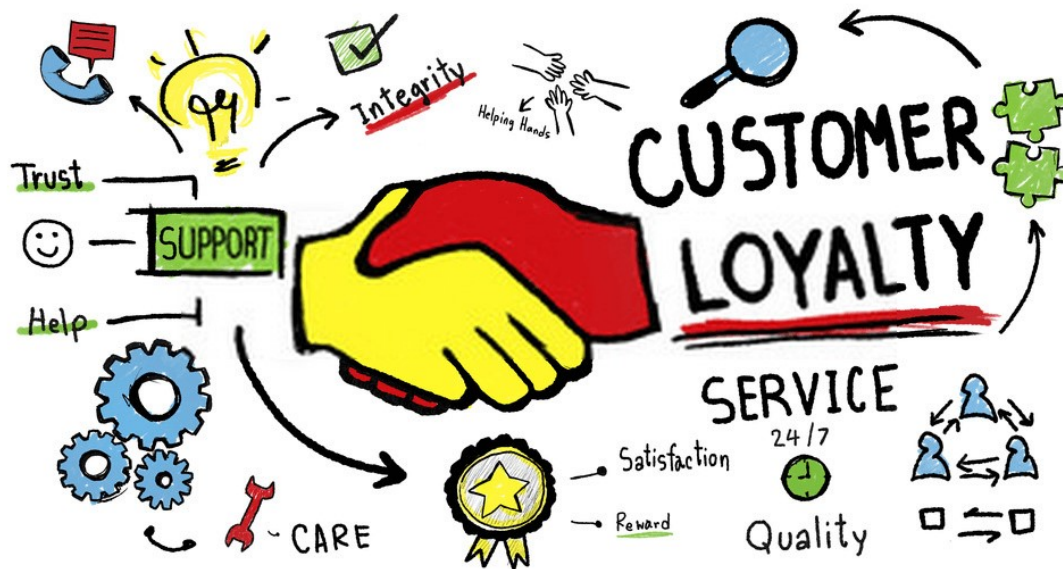 Integrity
Helping Hands
CUSTOMER
LOYALTY
Trust
SUPPORT
Help
SERVICE
24/7
Satisfaction
Reward
Quality
CARE